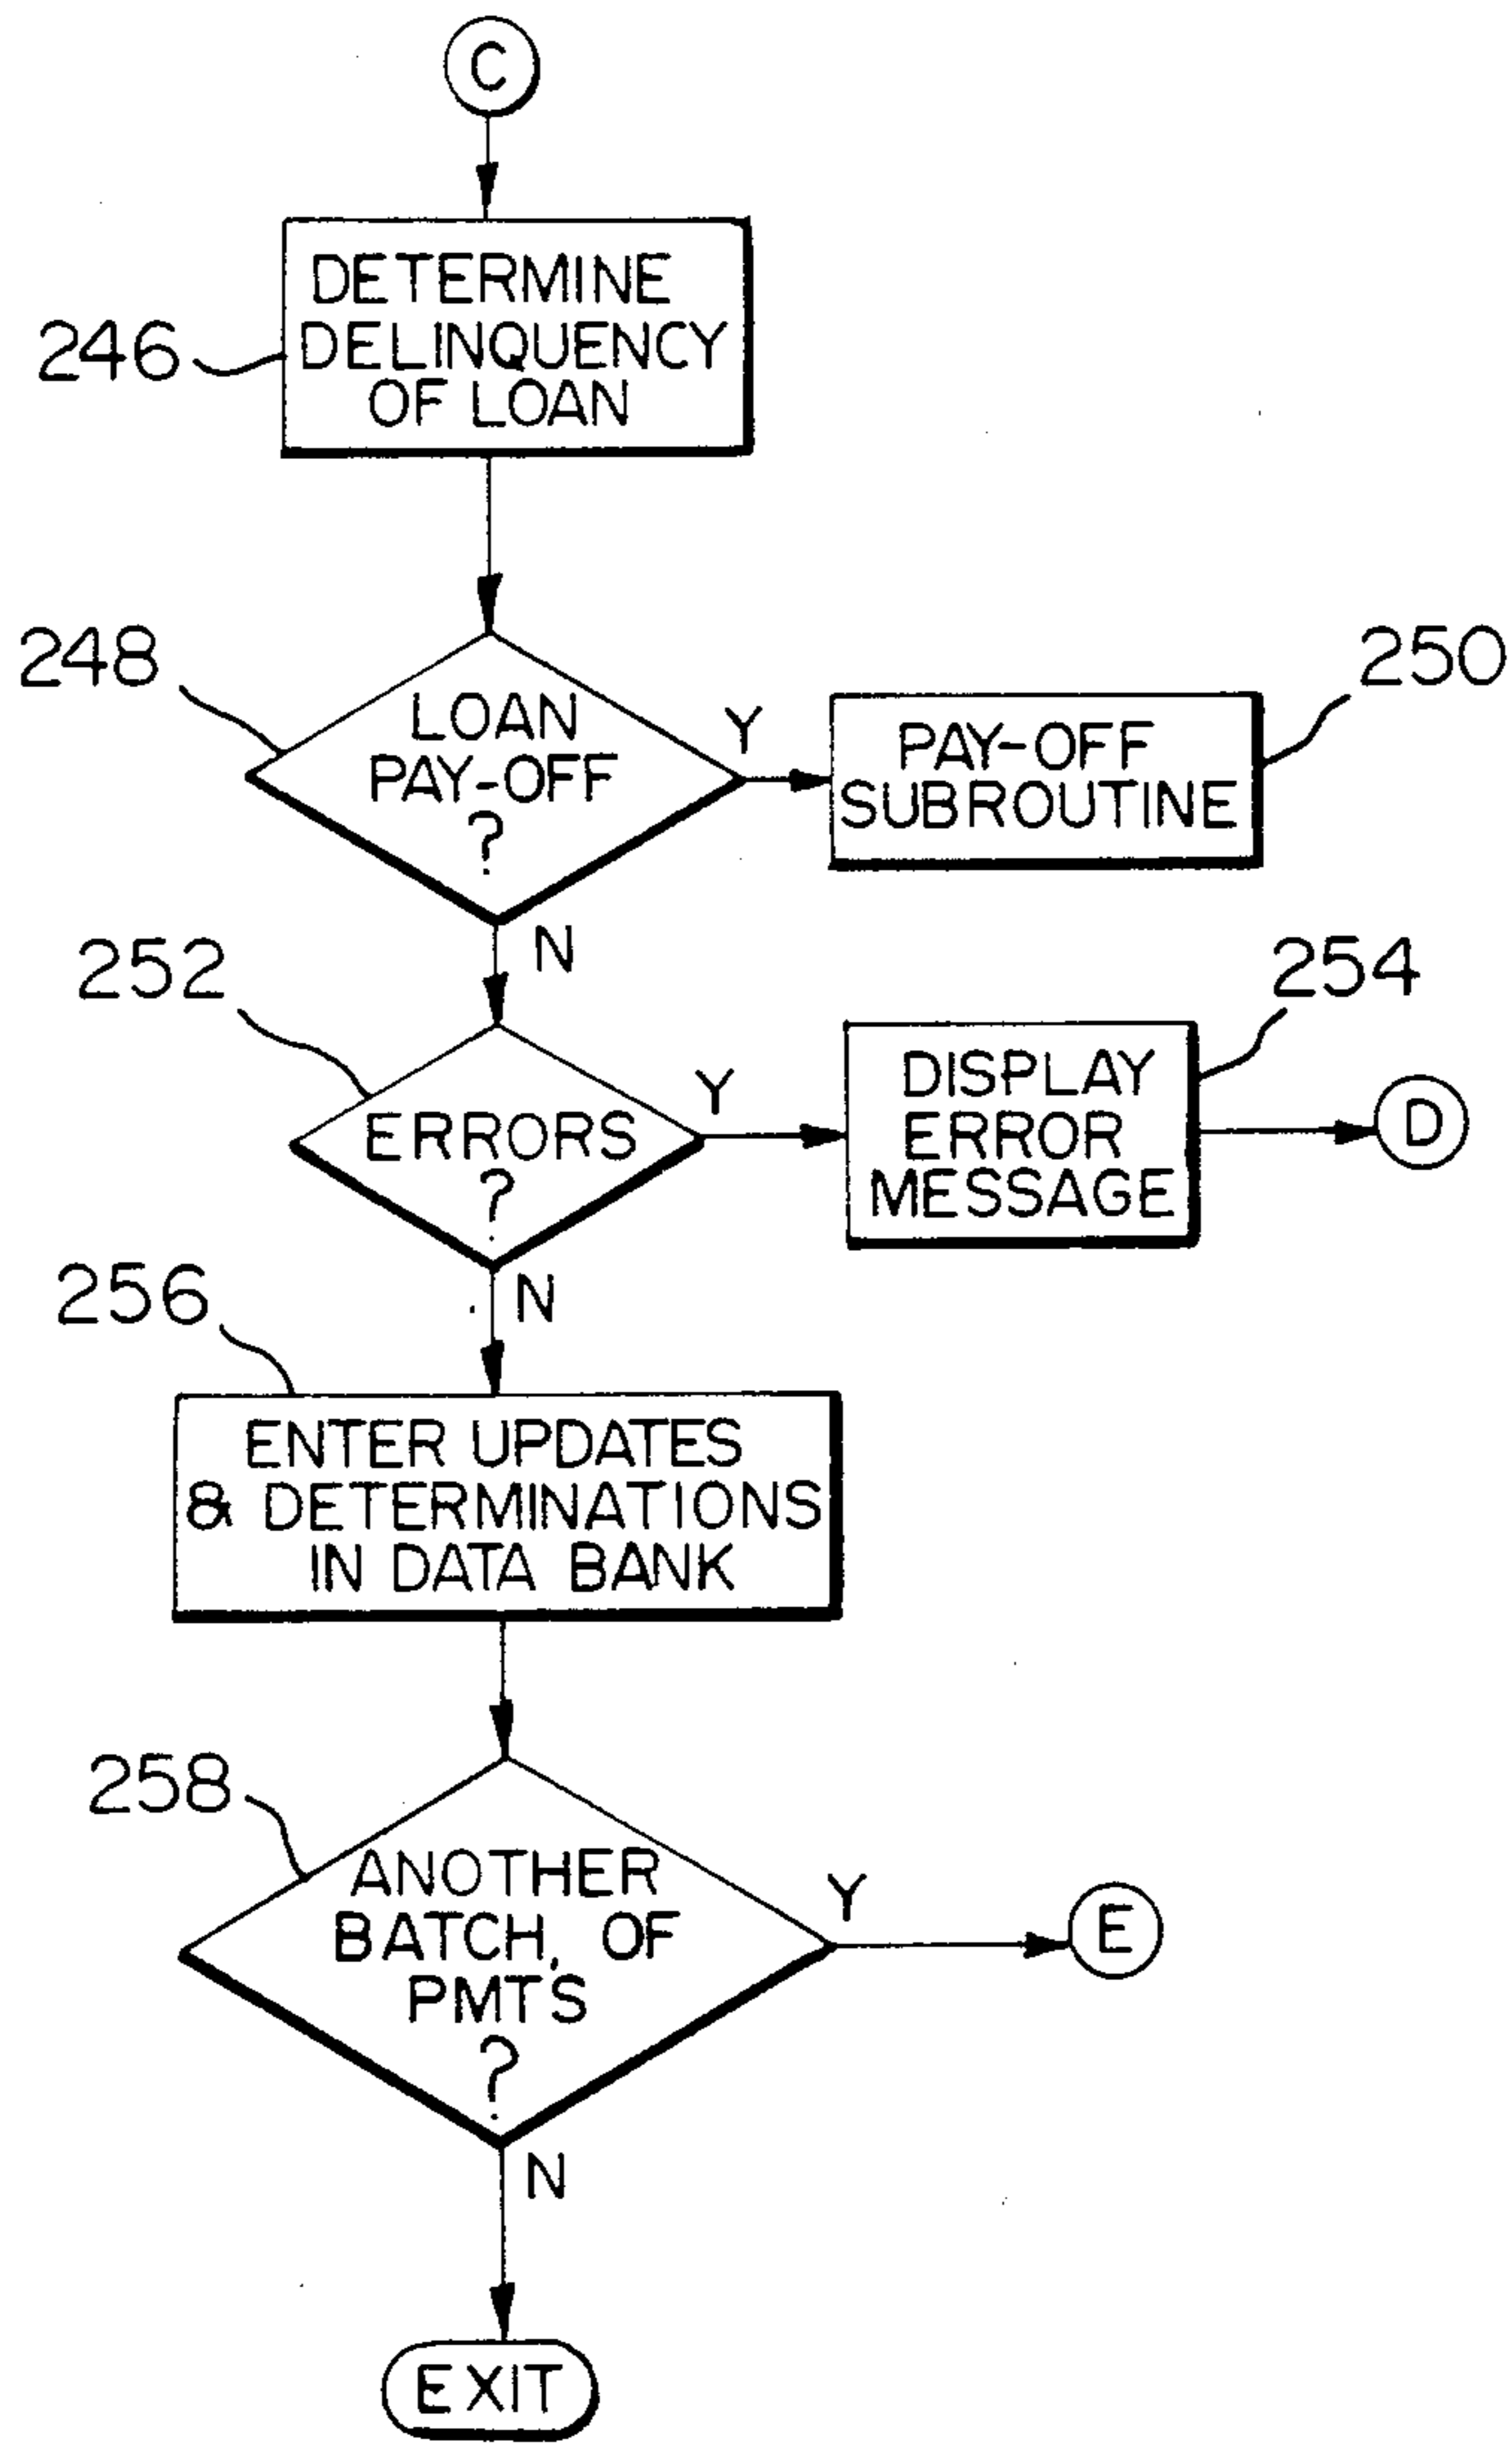 C
DETERMINE
DELINQUENCY
OF LOAN
246
248
LOAN
PAY-OFF
?
Y
PAY-OFF
SUBROUTINE
250
N
252
ERRORS
?
Y
DISPLAY
ERROR
MESSAGE
254
D
N
256
ENTER UPDATES
& DETERMINATIONS
IN DATA BANK
258
ANOTHER
BATCH OF
PMT'S
?
Y
E
N
EXIT